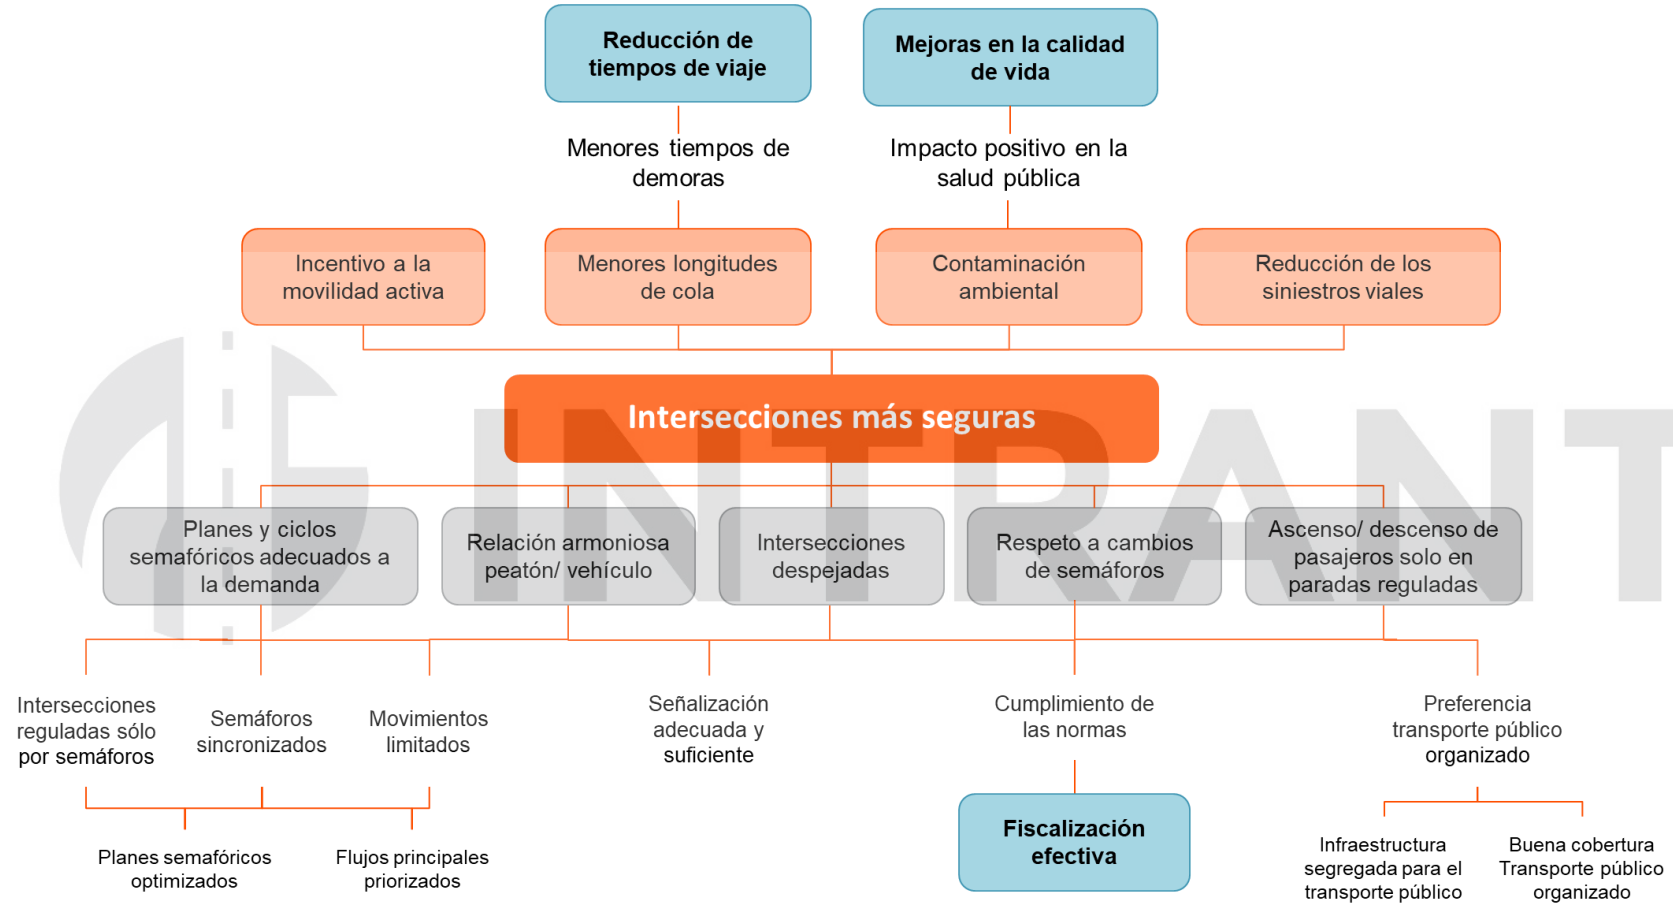 Reducción de
tiempos de viaje
Mejoras en la calidad
de vida
Menores tiempos de
demoras
Impacto positivo en la
salud pública
Incentivo a la
movilidad activa
Menores longitudes
de cola
Contaminación
ambiental
Reducción de los
siniestros viales
Intersecciones más seguras
INTRANT
Planes y ciclos
semafóricos adecuados a
la demanda
Relación armoniosa
peatón/ vehículo
Intersecciones
despejadas
Respeto a cambios
de semáforos
Ascenso/ descenso de
pasajeros solo en
paradas reguladas
Intersecciones
reguladas sólo
por semáforos
Semáforos
sincronizados
Movimientos
limitados
Señalización
adecuada y
suficiente
Cumplimiento de
las normas
Preferencia
transporte público
organizado
Planes semafóricos
optimizados
Flujos principales
priorizados
Fiscalización
efectiva
Infraestructura
segregada para el
transporte público
Buena cobertura
Transporte público
organizado